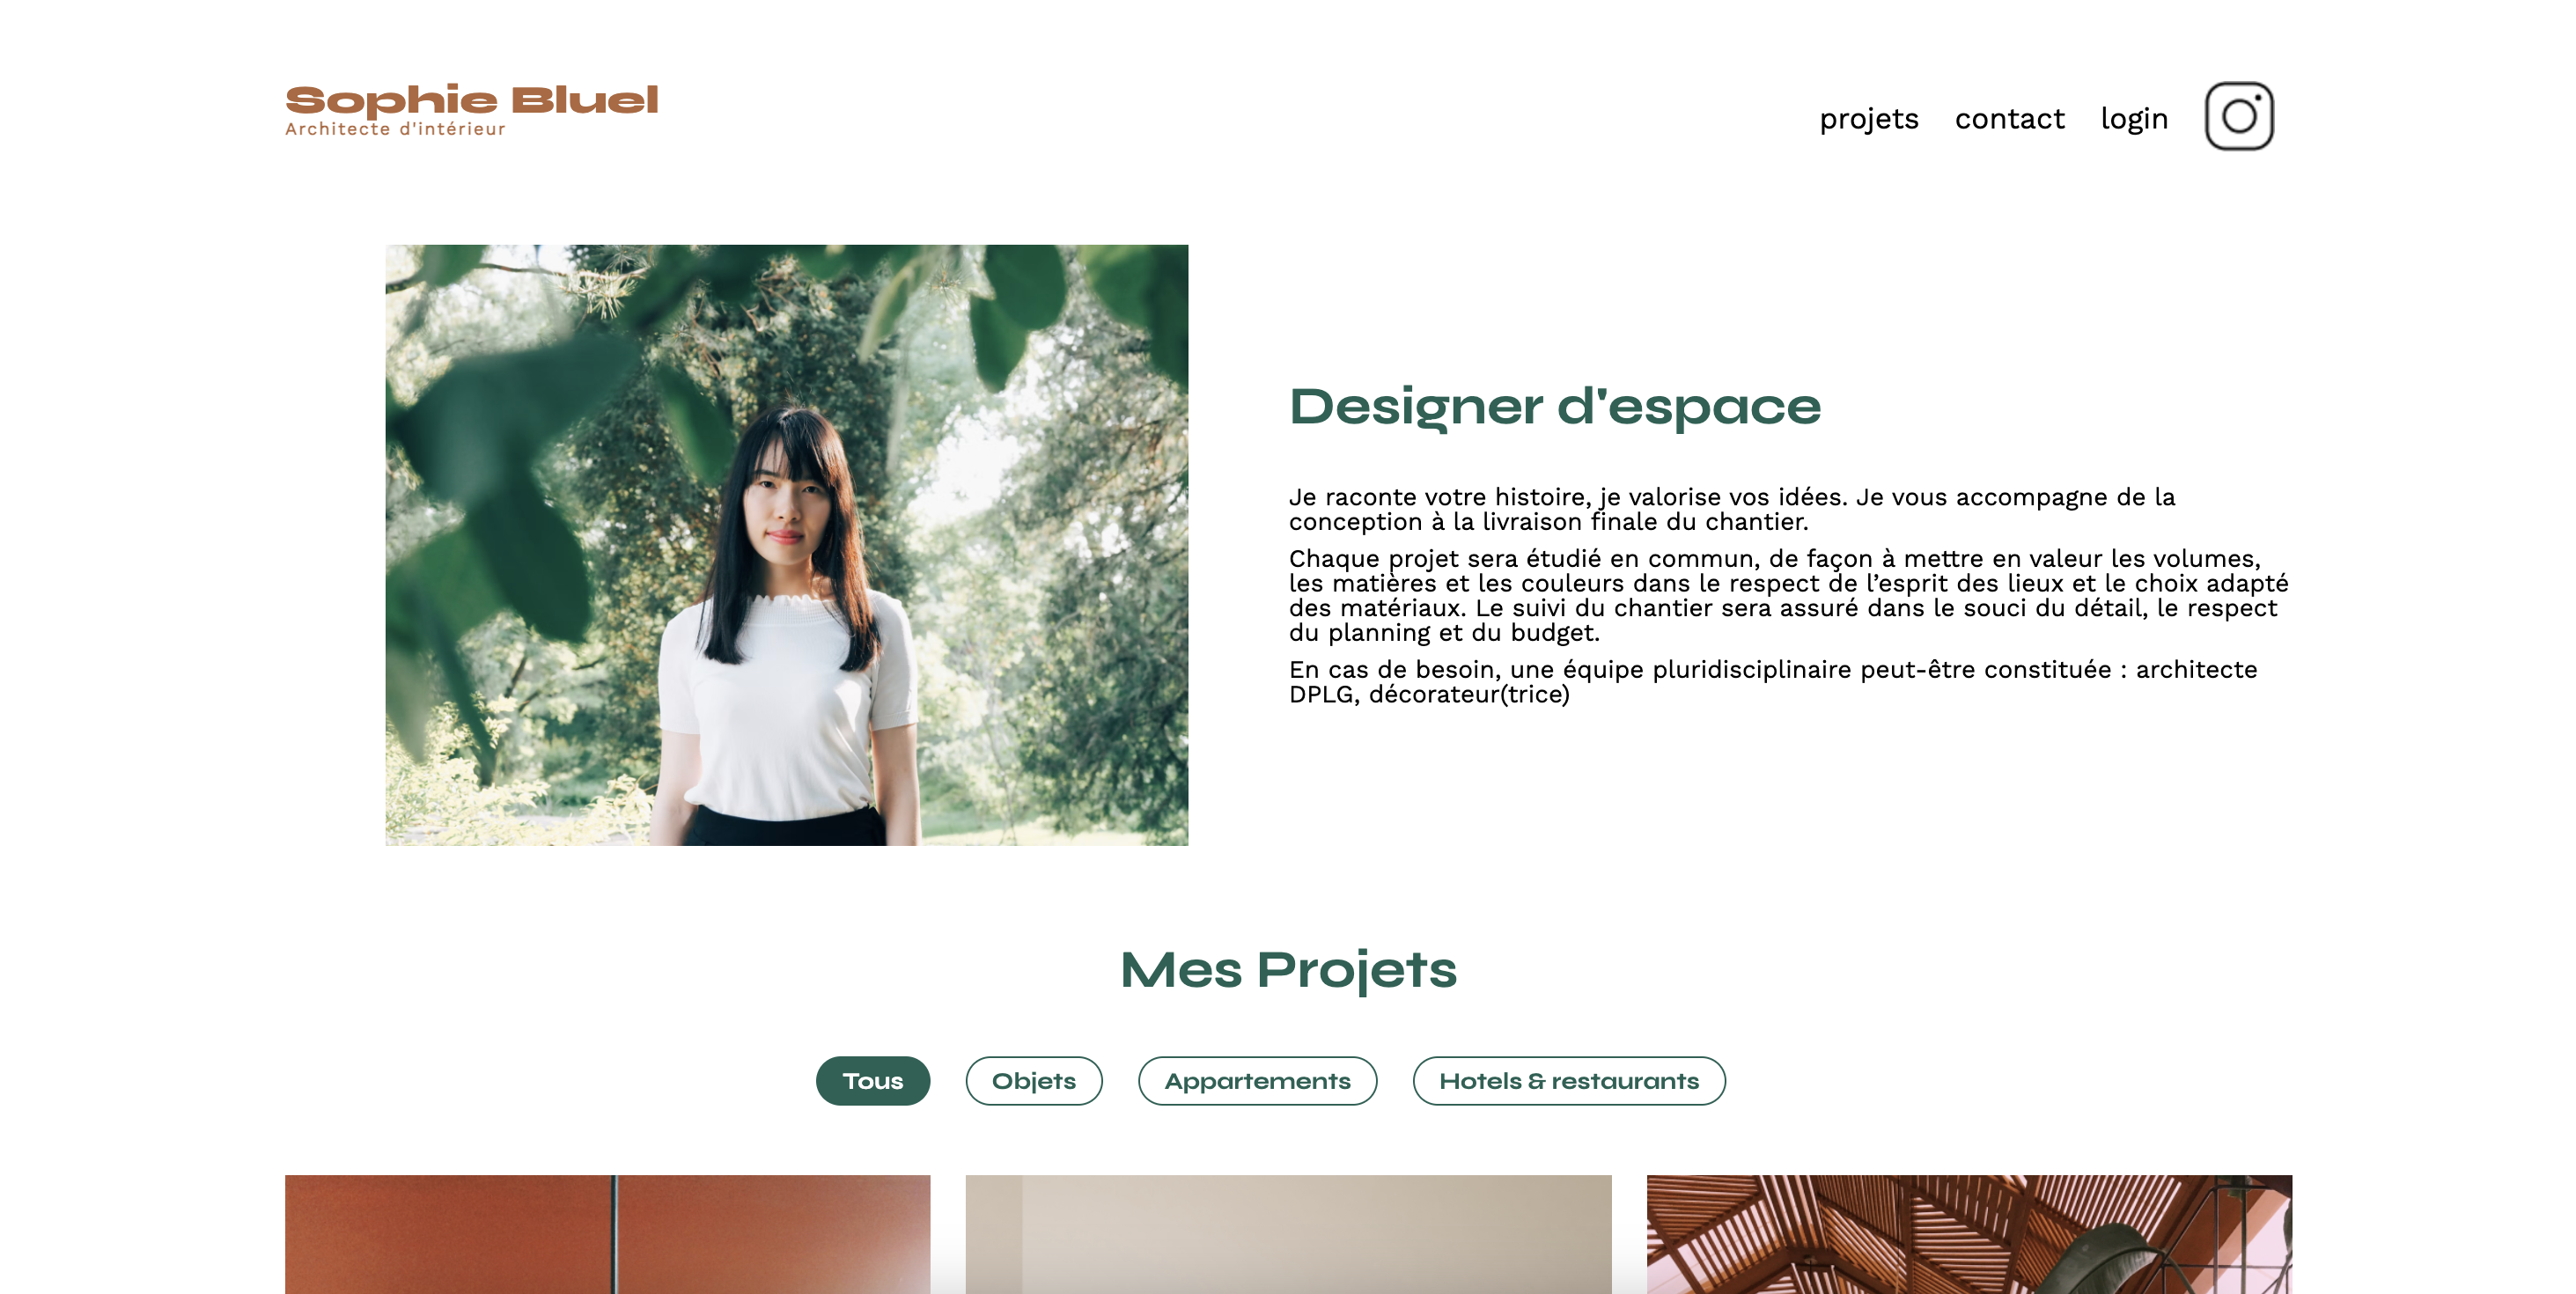 Sophie Bluel
Architecte d'intérieur
projets contact login
Designer d'espace
Je raconte votre histoire, je valorise vos idées. Je vous accompagne de la
conception à la livraison finale du chantier.
Chaque projet sera étudié en commun, de façon à mettre en valeur les volumes,
les matières et les couleurs dans le respect de l’esprit des lieux et le choix adapté
des matériaux. Le suivi du chantier sera assuré dans le souci du détail, le respect
du planning et du budget.
En cas de besoin, une équipe pluridisciplinaire peut-être constituée : architecte
DPLG, décorateur(trice)
Mes Projets
Tous Objets Appartements Hotels & restaurants